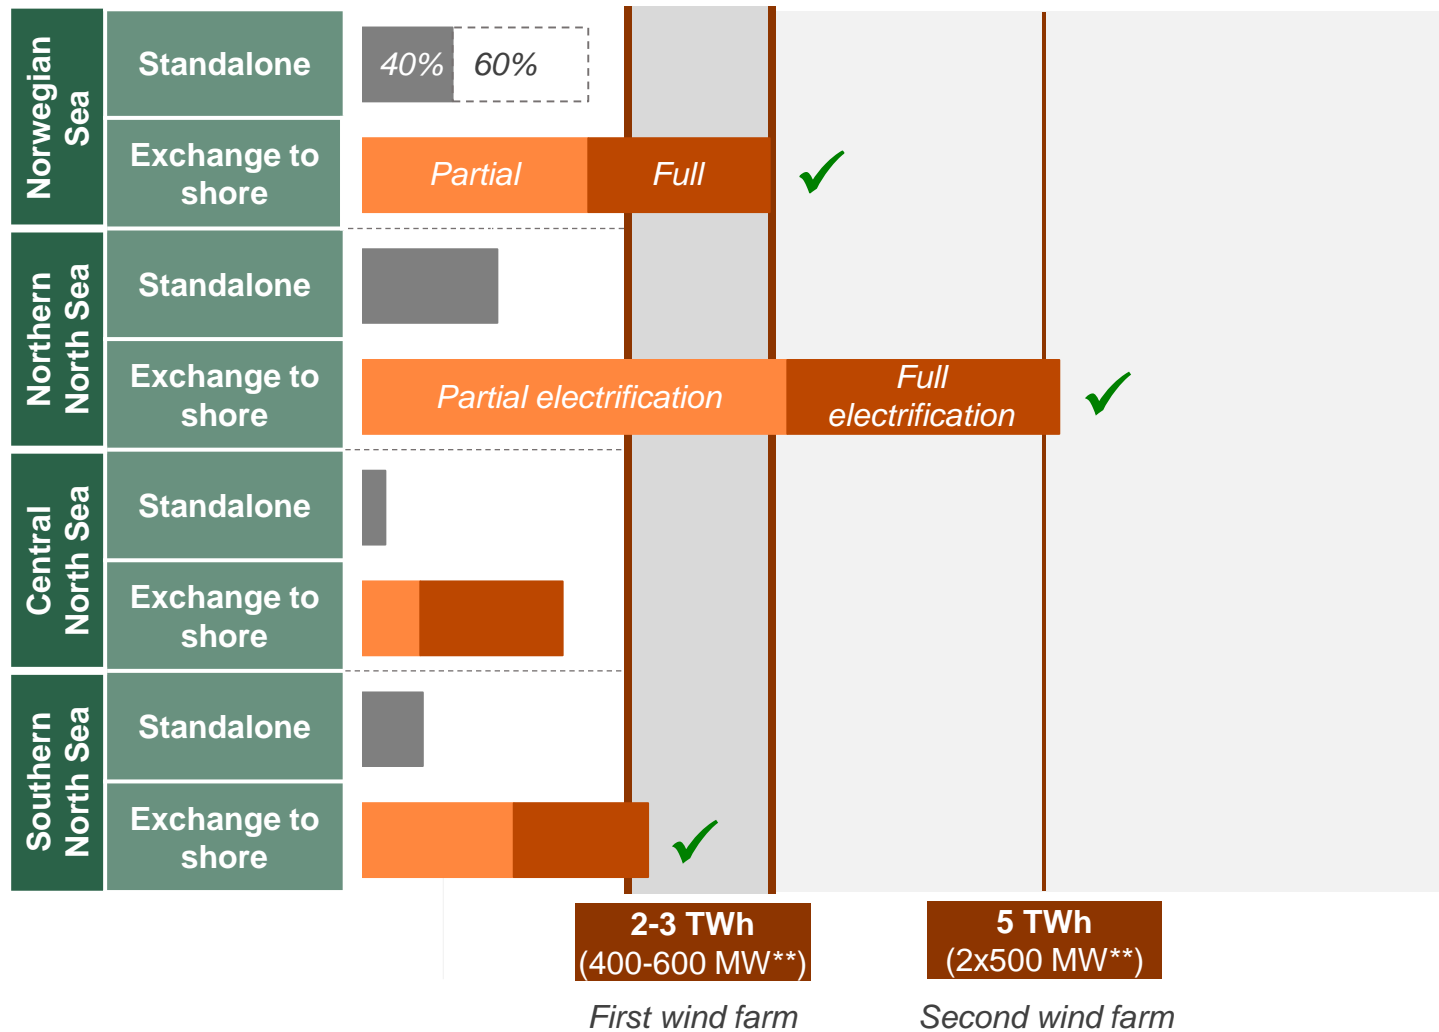 Norwegian
Sea
Standalone
40%
60%
Exchange to
shore
Partial
Full
Northern
North Sea
Standalone
Exchange to
shore
Partial electrification
Full
electrification
Central
North Sea
Standalone
Exchange to
shore
Southern
North Sea
Standalone
Exchange to
shore
2-3 TWh
(400-600 MW**)
First wind farm
5 TWh
(2x500 MW**)
Second wind farm